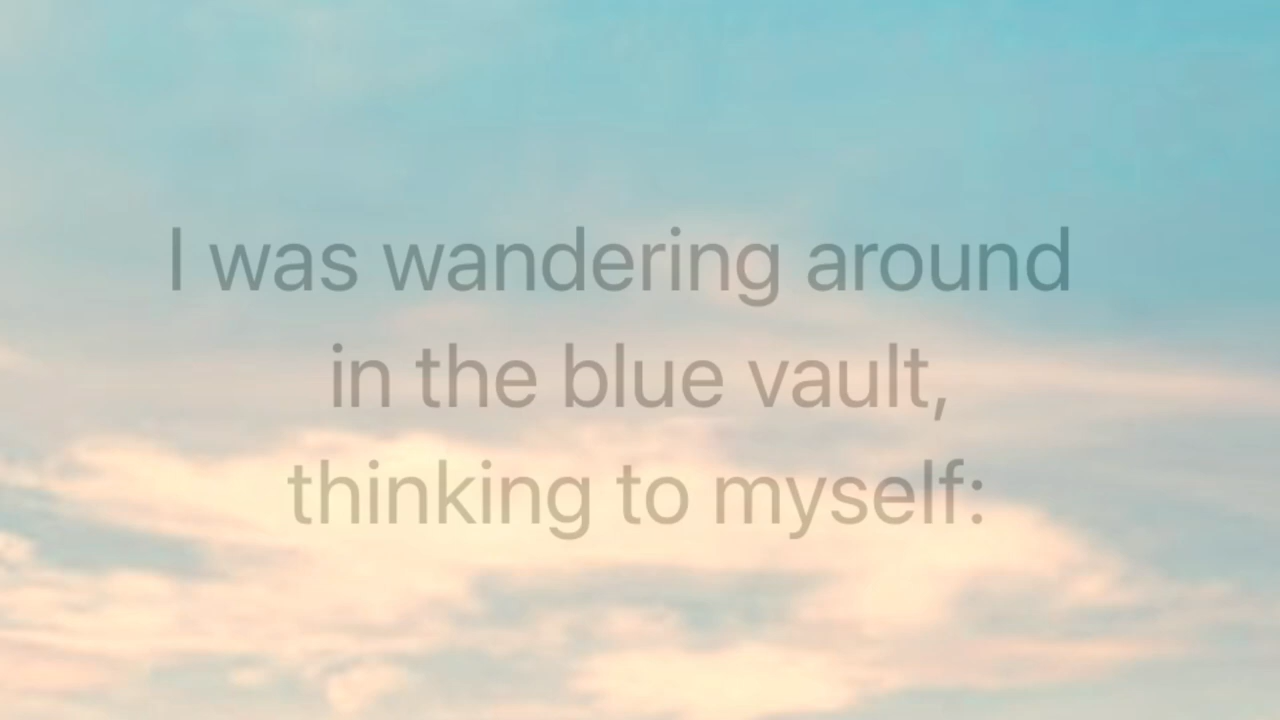 I was wandering around
in the blue vault,
thinking to myself: